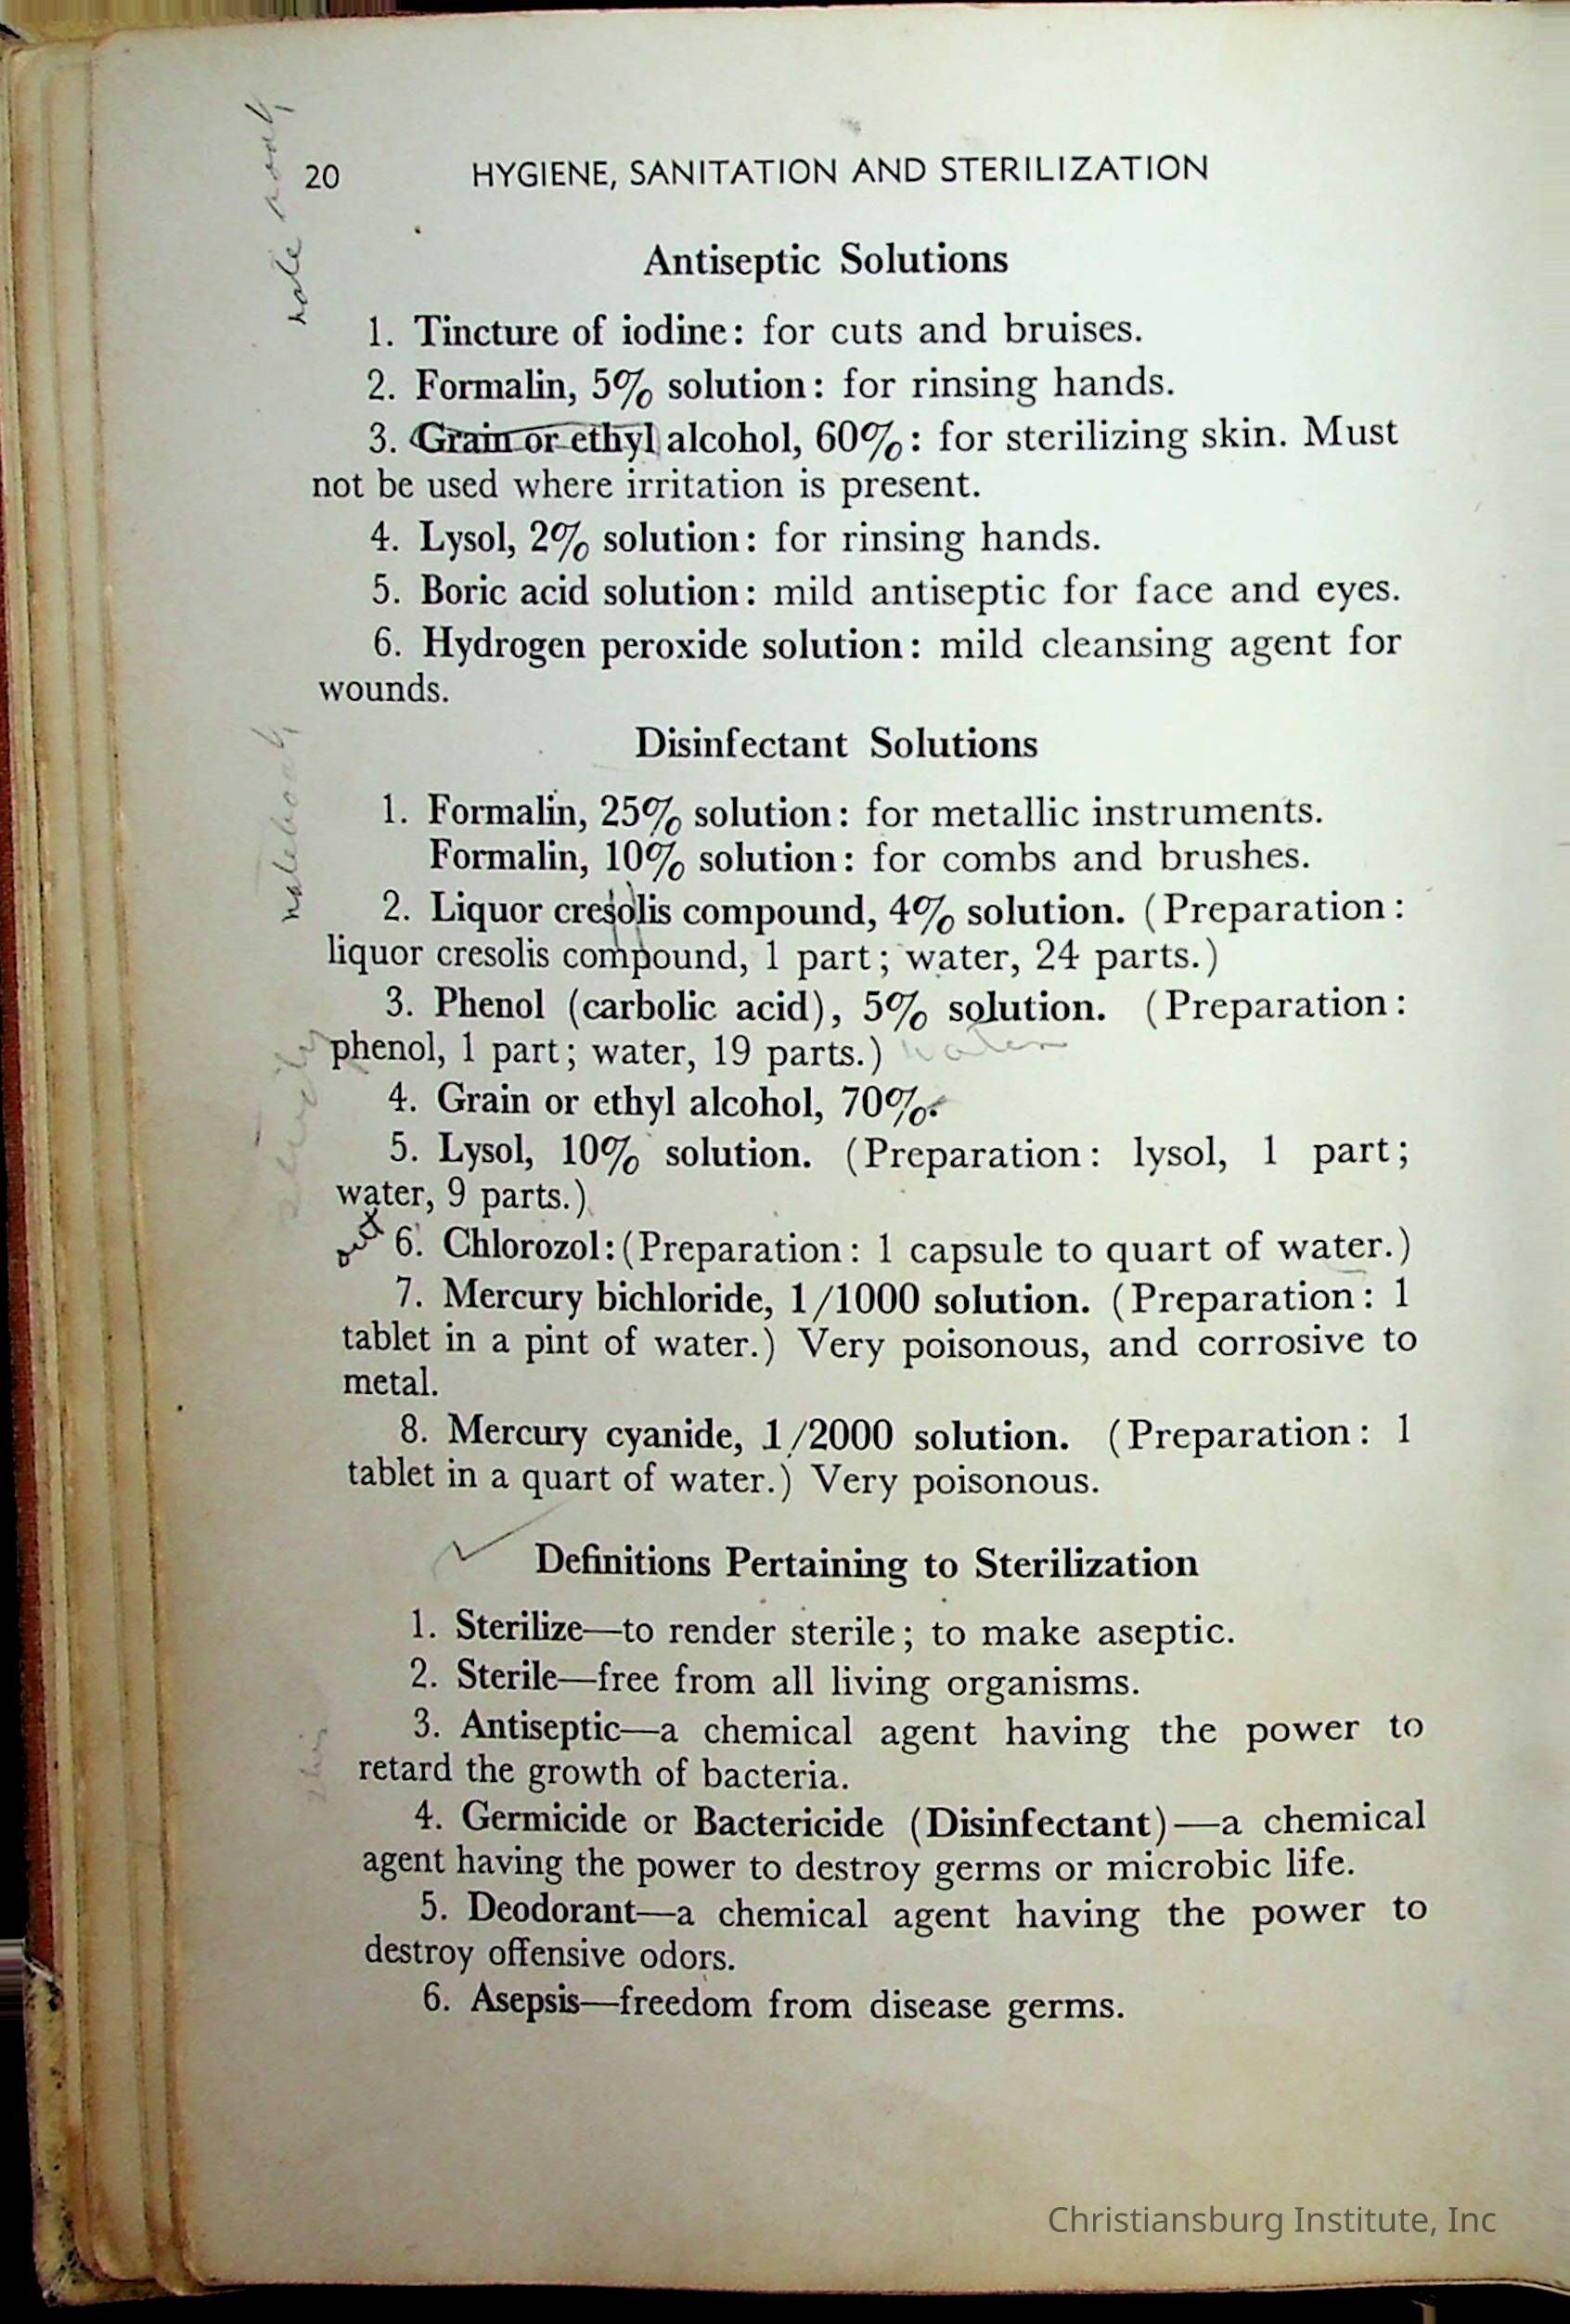 20 HYGIENE, SANITATION AND STERILIZATION
Antiseptic Solutions
1. Tincture of iodine: for cuts and bruises.
2. Formalin, 5% solution: for rinsing hands.
3. Grain or ethyl alcohol, 60%: for sterilizing skin. Must
not be used where irritation is present.
4. Lysol, 2% solution: for rinsing hands.
5. Boric acid solution: mild antiseptic for face and eyes.
6. Hydrogen peroxide solution: mild cleansing agent for
wounds.
notebook
Disinfectant Solutions
1. Formalin, 25% solution: for metallic instruments.
Formalin, 10% solution: for combs and brushes.
2. Liquor cresolis compound, 4% solution. (Preparation:
liquor cresolis compound, 1 part; water, 24 parts.)
3. Phenol (carbolic acid), 5% solution. (Preparation:
phenol, 1 part; water, 19 parts.) water
4. Grain or ethyl alcohol, 70%.
5. Lysol, 10% solution. (Preparation: lysol, 1 part;
water, 9 parts.)
out 6. Chlorozol: (Preparation: 1 capsule to quart of water.)
7. Mercury bichloride, 1/1000 solution. (Preparation: 1
tablet in a pint of water.) Very poisonous, and corrosive to
metal.
8. Mercury cyanide, 1/2000 solution. (Preparation: 1
tablet in a quart of water.) Very poisonous.
Definitions Pertaining to Sterilization
1. Sterilize—to render sterile; to make aseptic.
2. Sterile—free from all living organisms.
3. Antiseptic—a chemical agent having the power to
retard the growth of bacteria.
4. Germicide or Bactericide (Disinfectant)—a chemical
agent having the power to destroy germs or microbic life.
5. Deodorant—a chemical agent having the power to
destroy offensive odors.
6. Asepsis—freedom from disease germs.
Christiansburg Institute, Inc